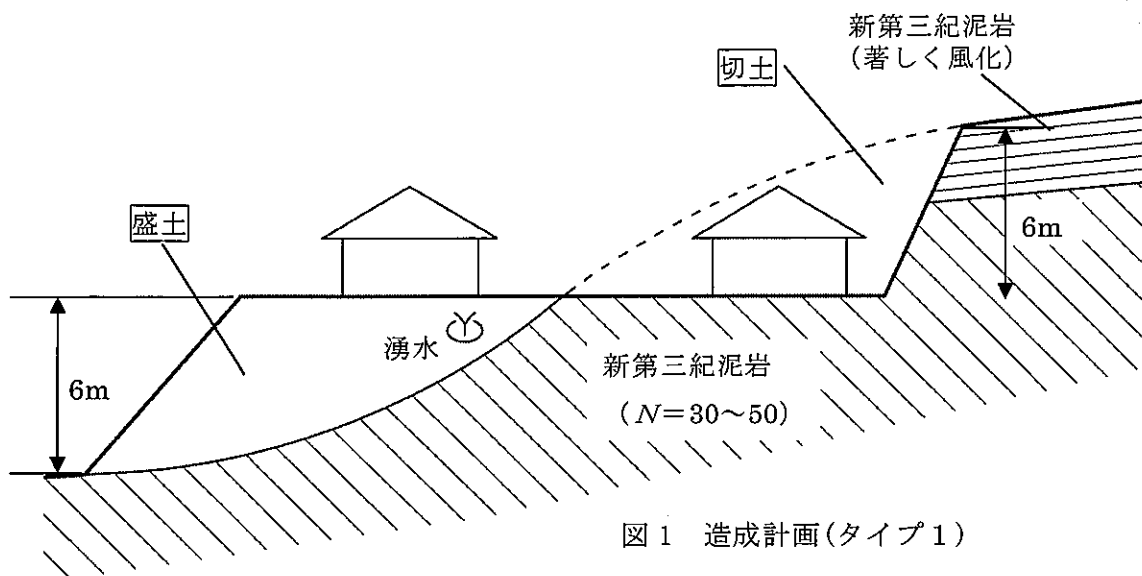 新第三紀泥岩
(著しく風化)
切土
盛土
6m
湧水
6m
新第三紀泥岩
(N=30~50)
図1 造成計画(タイプ1)